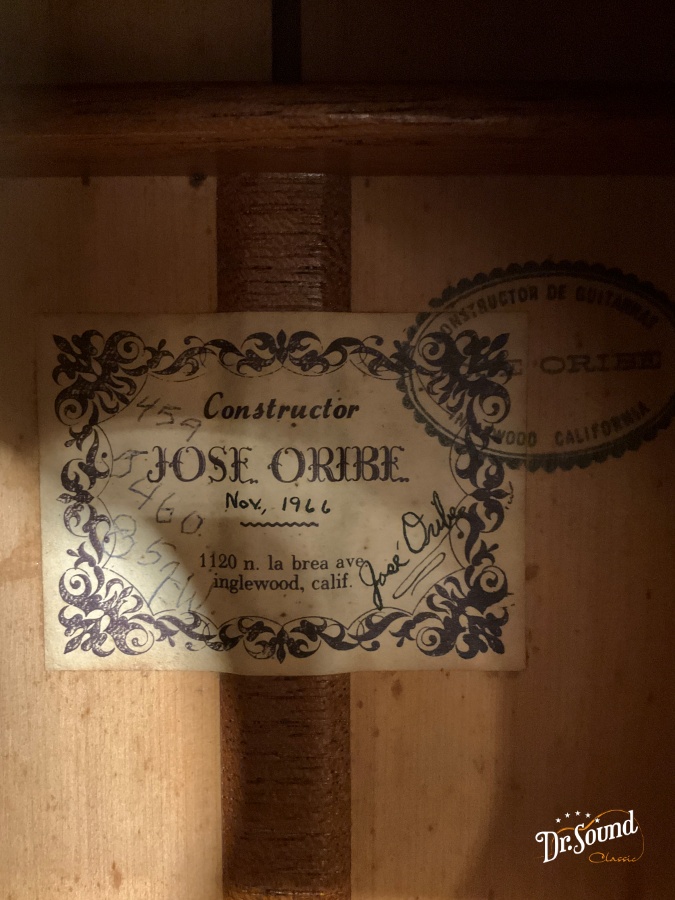 Constructor
JOSE ORIBE
Nov, 1966
1120 n. la brea ave
inglewood, calif.
José Oribe
459
5460
CONSTRUCTOR DE GUITARRAS
ORIBE
WOOD CALIFORNIA
Dr. Sound
Classic